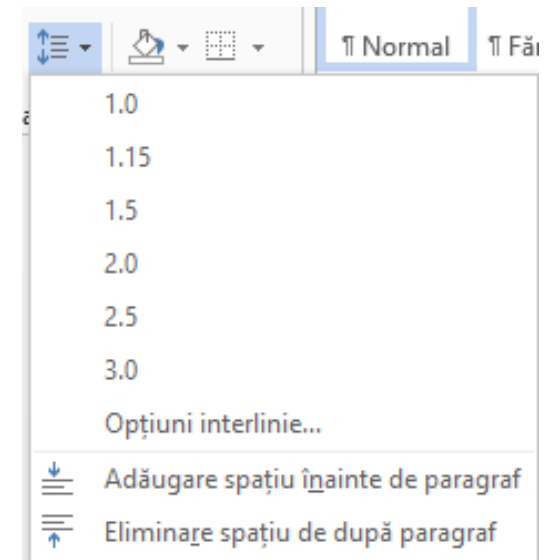 ¶ Normal ¶ Făr
1.0
1.15
1.5
2.0
2.5
3.0
Opțiuni interlinie...
Adăugare spațiu înainte de paragraf
Eliminare spațiu de după paragraf